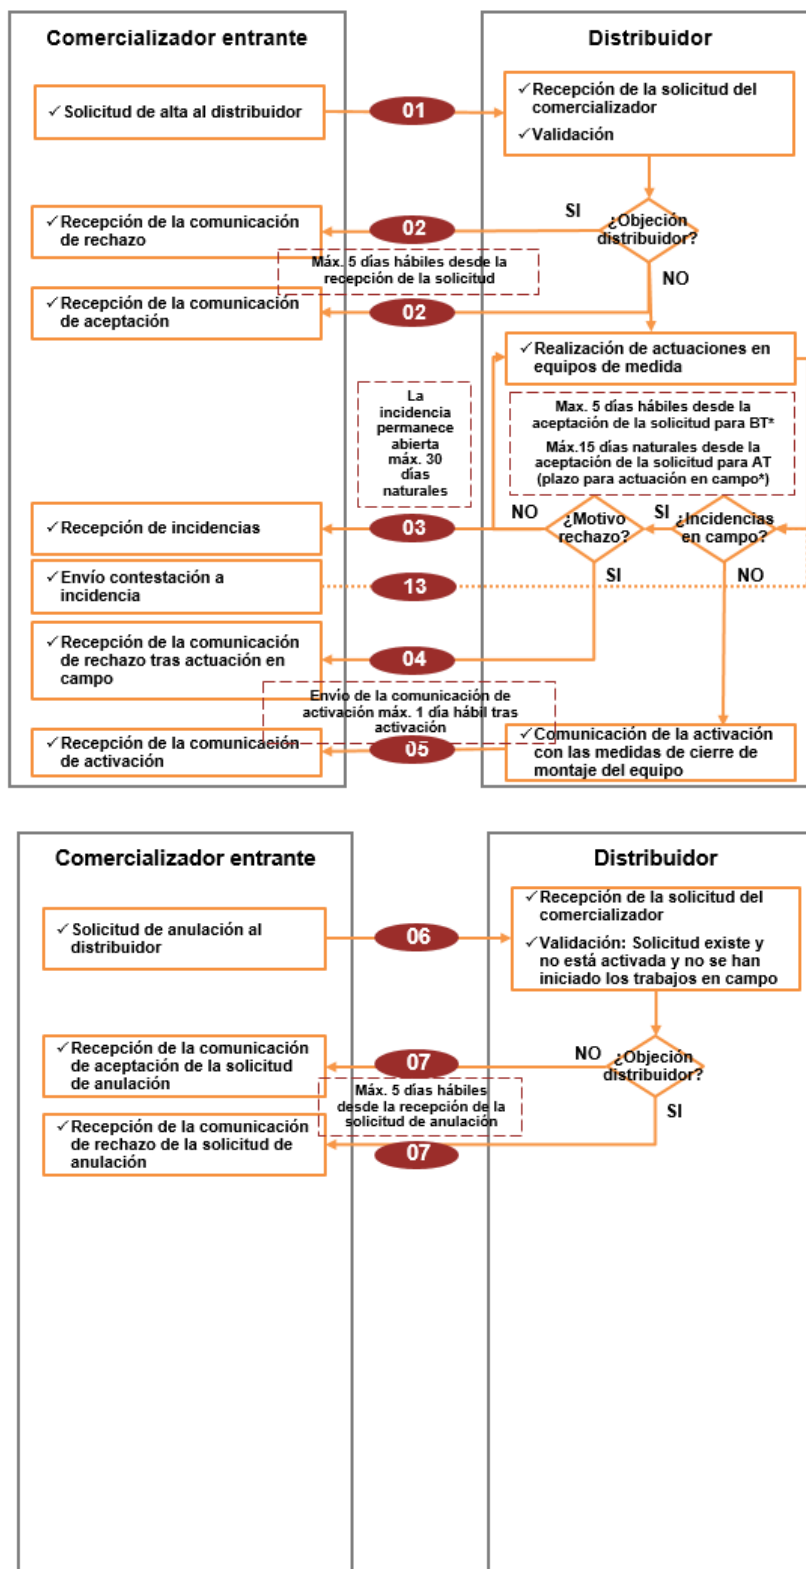 Comercializador entrante
Distribuidor
✓ Solicitud de alta al distribuidor
01
✓ Recepción de la solicitud del
comercializador
✓ Validación
✓ Recepción de la comunicación
de rechazo
02
SI
¿Objeción
distribuidor?
Máx. 5 días hábiles desde la
recepción de la solicitud
NO
✓ Recepción de la comunicación
de aceptación
02
✓ Realización de actuaciones en
equipos de medida
La
incidencia
permanece
abierta
máx. 30
días
naturales
Max. 5 días hábiles desde la
aceptación de la solicitud para BT*
Máx.15 días naturales desde la
aceptación de la solicitud para AT
(plazo para actuación en campo*)
✓ Recepción de incidencias
03
NO
¿Motivo
rechazo?
SI
¿Incidencias
en campo?
✓ Envío contestación a
incidencia
13
SI
NO
✓ Recepción de la comunicación
de rechazo tras actuación en
campo
04
Envío de la comunicación de
activación máx. 1 día hábil tras
activación
✓ Recepción de la comunicación
de activación
05
✓ Comunicación de la activación
con las medidas de cierre de
montaje del equipo
Comercializador entrante
Distribuidor
✓ Solicitud de anulación al
distribuidor
06
✓ Recepción de la solicitud del
comercializador
✓ Validación: Solicitud existe y
no está activada y no se han
iniciado los trabajos en campo
✓ Recepción de la comunicación
de aceptación de la solicitud
de anulación
07
NO
¿Objeción
distribuidor?
Máx. 5 días hábiles
desde la recepción de la
solicitud de anulación
SI
✓ Recepción de la comunicación
de rechazo de la solicitud de
anulación
07